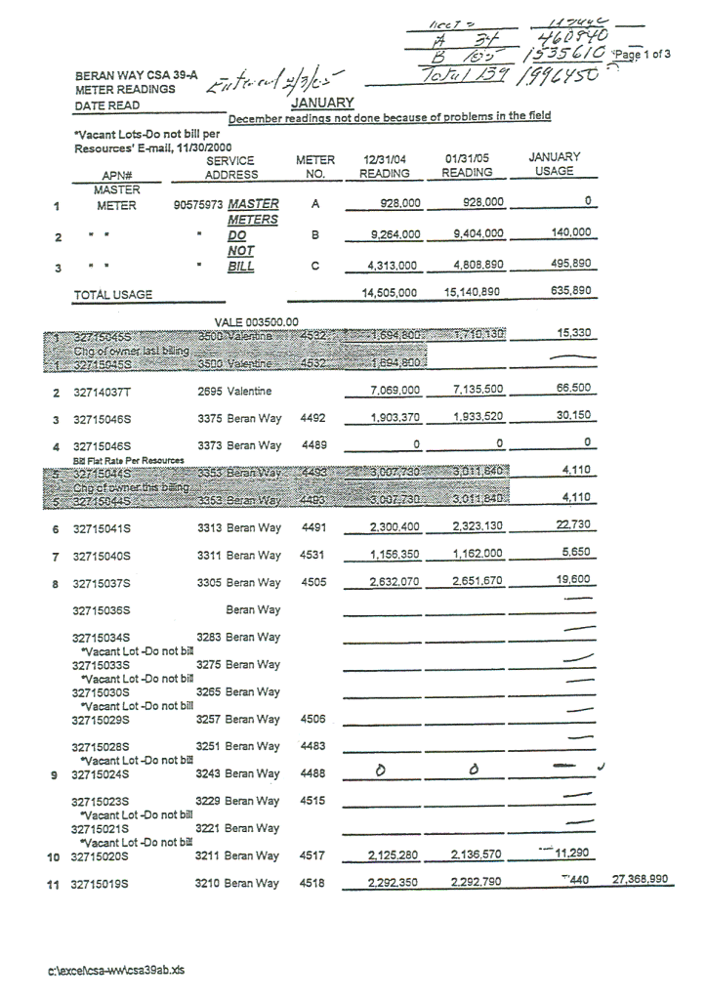 Acct s Usage
A 34 460840
B 105 1535610 Page 1 of 3
Total 139 1996450
BERAN WAY CSA 39-A Entered 2/3/05
METER READINGS
DATE READ JANUARY
December readings not done because of problems in the field
*Vacant Lots-Do not bill per
Resources' E-mail, 11/30/2000
SERVICE METER 12/31/04 01/31/05 JANUARY
APN# ADDRESS NO. READING READING USAGE
MASTER
1 METER 90575973 MASTER A 928,000 928,000 0
METERS
2 " " " DO B 9,264,000 9,404,000 140,000
NOT
3 " " " BILL C 4,313,000 4,808,890 495,890
TOTAL USAGE 14,505,000 15,140,890 635,890
VALE 003500.00
1 32715045S 3500 Valentine 4532 1,694,800 1,710,130 15,330
Chg of owner last billing
1 32715045S 3500 Valentine 4532 1,694,800 —
2 32714037T 2695 Valentine 7,069,000 7,135,500 66,500
3 32715046S 3375 Beran Way 4492 1,903,370 1,933,520 30,150
4 32715046S 3373 Beran Way 4489 0 0 0
Bill Flat Rate Per Resources
5 32715044S 3353 Beran Way 4493 3,007,730 3,011,840 4,110
Chg of owner this billing
5 32715844S 3353 Beran Way 4493 3,007,730 3,011,840 4,110
6 32715041S 3313 Beran Way 4491 2,300,400 2,323,130 22,730
7 32715040S 3311 Beran Way 4531 1,156,350 1,162,000 5,650
8 32715037S 3305 Beran Way 4505 2,632,070 2,651,670 19,600
32715036S Beran Way —
32715034S 3283 Beran Way —
*Vacant Lot -Do not bill
32715033S 3275 Beran Way —
*Vacant Lot -Do not bill
32715030S 3265 Beran Way —
*Vacant Lot -Do not bill
32715029S 3257 Beran Way 4506 —
32715028S 3251 Beran Way 4483 —
*Vacant Lot -Do not bill
9 32715024S 3243 Beran Way 4488 0 0 — ✓
32715023S 3229 Beran Way 4515 —
*Vacant Lot -Do not bill
32715021S 3221 Beran Way —
*Vacant Lot -Do not bill
10 32715020S 3211 Beran Way 4517 2,125,280 2,136,570 11,290
11 32715019S 3210 Beran Way 4518 2,292,350 2,292,790 440 27,368,990
c:\excel\csa-ww\csa39ab.xls